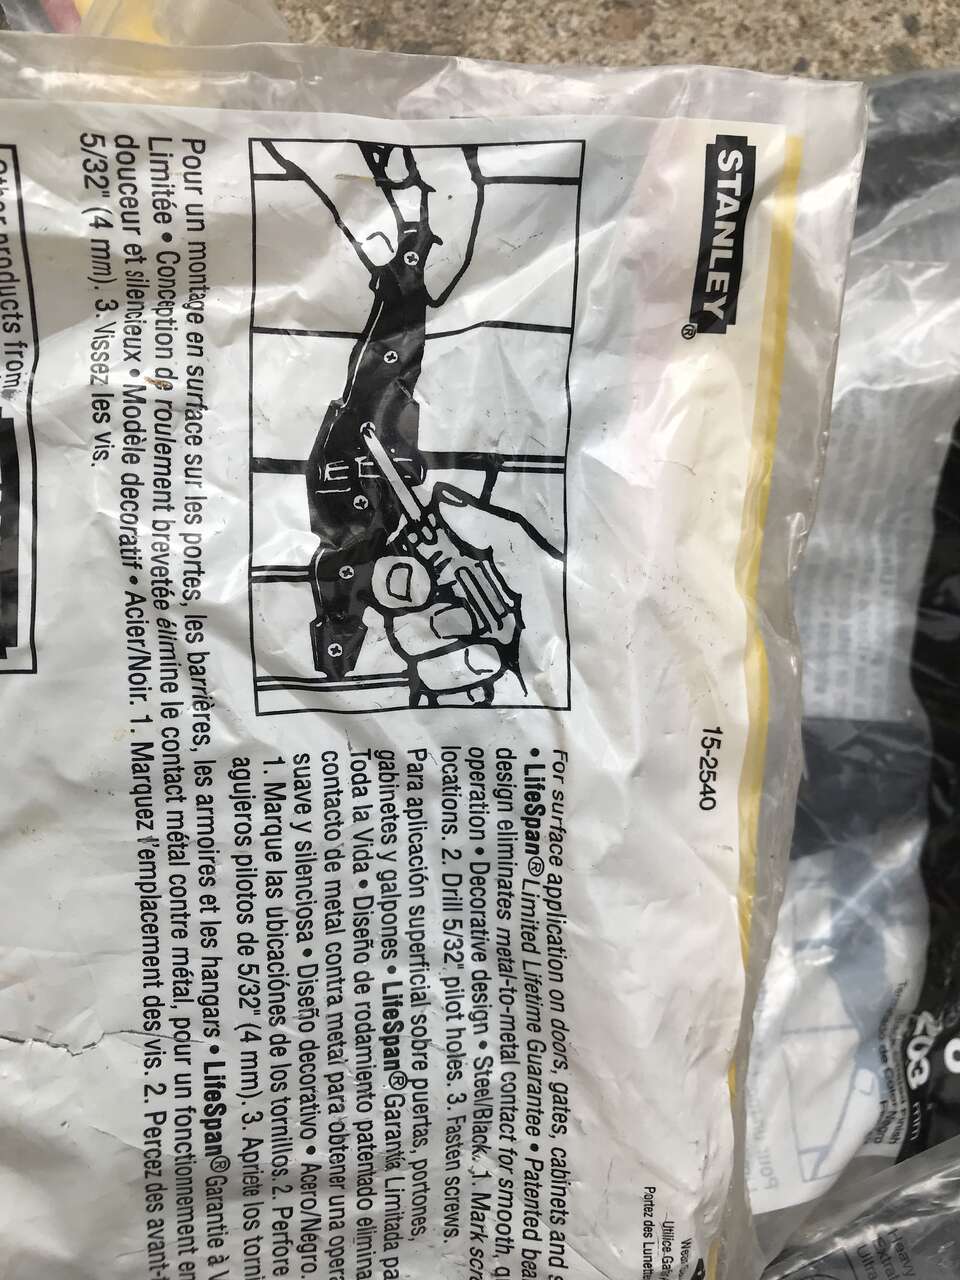 STANLEY®
15-2540
For surface application on doors, gates, cabinets and
• LifeSpan® Limited Lifetime Guarantee • Patented
design eliminates metal-to-metal contact for smooth,
operation • Decorative design • Steel/Black. 1. Mark
locations. 2. Drill 5/32" pilot holes. 3. Fasten screws.
Para aplicación superficial sobre puertas, portones,
gabinetes y galpones • LifeSpan® Garantía Limitada
Toda la Vida • Diseño de rodamiento patentado elimina
contacto de metal contra metal para obtener una
suave y silenciosa • Diseño decorativo • Acero/Negro.
1. Marque las ubicaciónes de los tornillos. 2. Perfore
agujeros pilotos de 5/32" (4 mm). 3. Apriete los
Pour un montage en surface sur les portes, les barrières, les armoires et les hangars • LifeSpan® Garantie à
Limitée • Conception de roulement brevetée élimine le contact métal contre métal, pour un fonctionnement en
douceur et silencieux • Modèle decoratif • Acier/Noir. 1. Marquez l'emplacement des vis. 2. Percez des avant-
5/32" (4 mm). 3. Vissez les vis.
Other products from
Portez des
203 mm